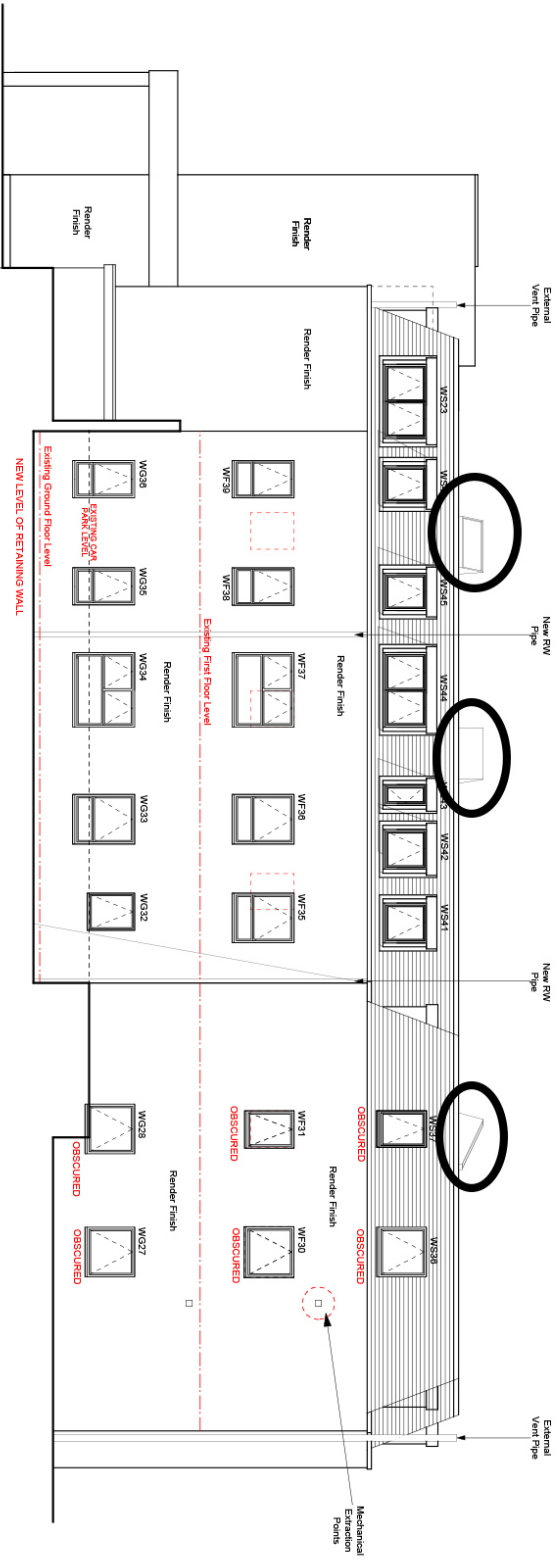 External
Vent Pipe
New RW
Pipe
New RW
Pipe
External
Vent Pipe
WS23
WS45
WS44
WS42
WS41
WS37
WS36
OBSCURED
OBSCURED
Mechanical
Extraction
Points
Render
Finish
Render Finish
Render Finish
Render Finish
WF39
WF38
WF37
WF36
WF35
WF31
WF30
OBSCURED
OBSCURED
Existing First Floor Level
Render
Finish
Render Finish
Render Finish
WG36
WG35
WG34
WG33
WG32
WG28
WG27
EXISTING CAR
PARK LEVEL
OBSCURED
OBSCURED
Existing Ground Floor Level
NEW LEVEL OF RETAINING WALL